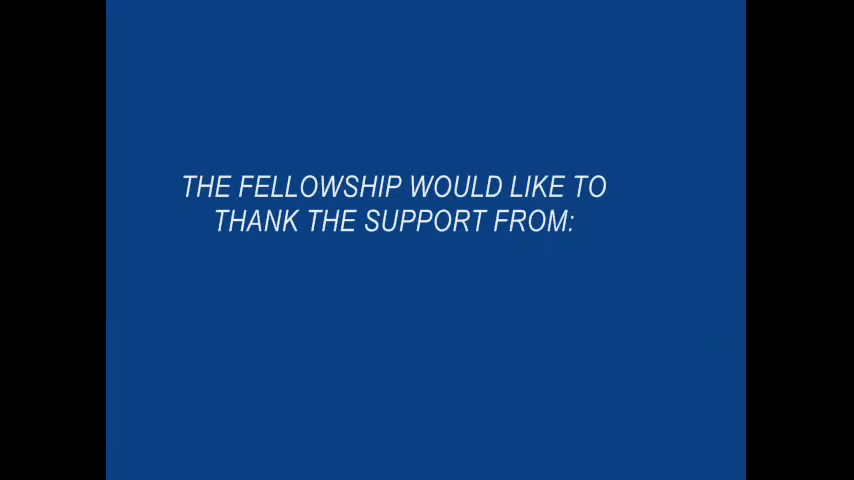 THE FELLOWSHIP WOULD LIKE TO
THANK THE SUPPORT FROM: